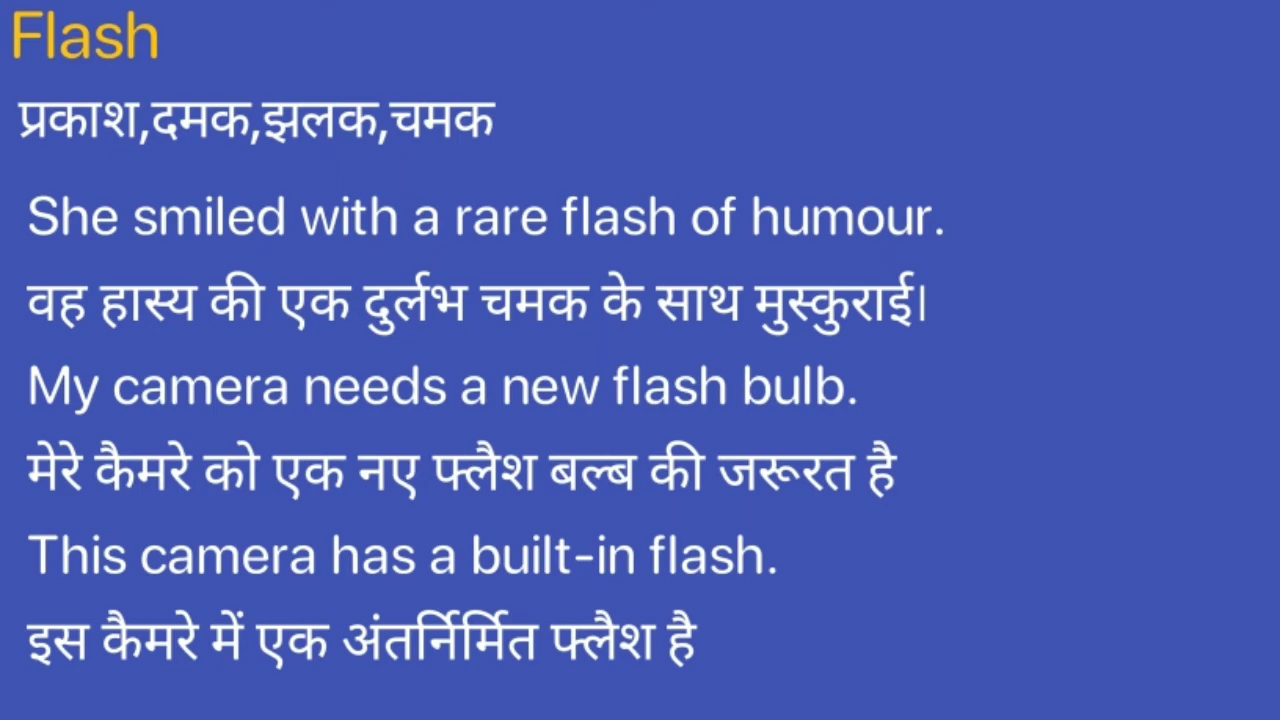 Flash
प्रकाश,दमक,झलक,चमक
She smiled with a rare flash of humour.
वह हास्य की एक दुर्लभ चमक के साथ मुस्कुराई।
My camera needs a new flash bulb.
मेरे कैमरे को एक नए फ्लैश बल्ब की जरूरत है
This camera has a built-in flash.
इस कैमरे में एक अंतर्निर्मित फ्लैश है